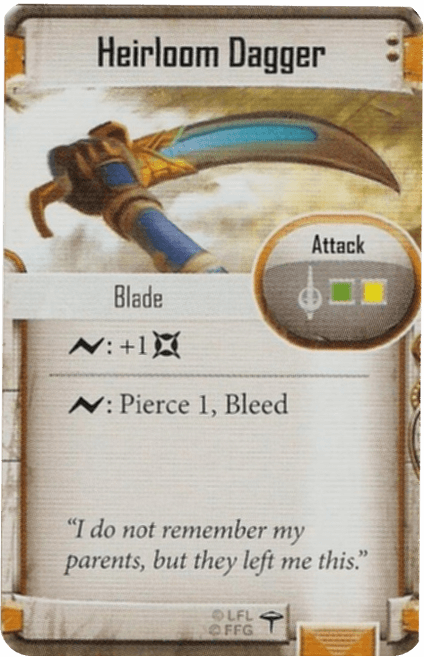 Heirloom Dagger
Attack
Blade
: +1
: Pierce 1, Bleed
“I do not remember my
parents, but they left me this.”
© LFL
© FFG